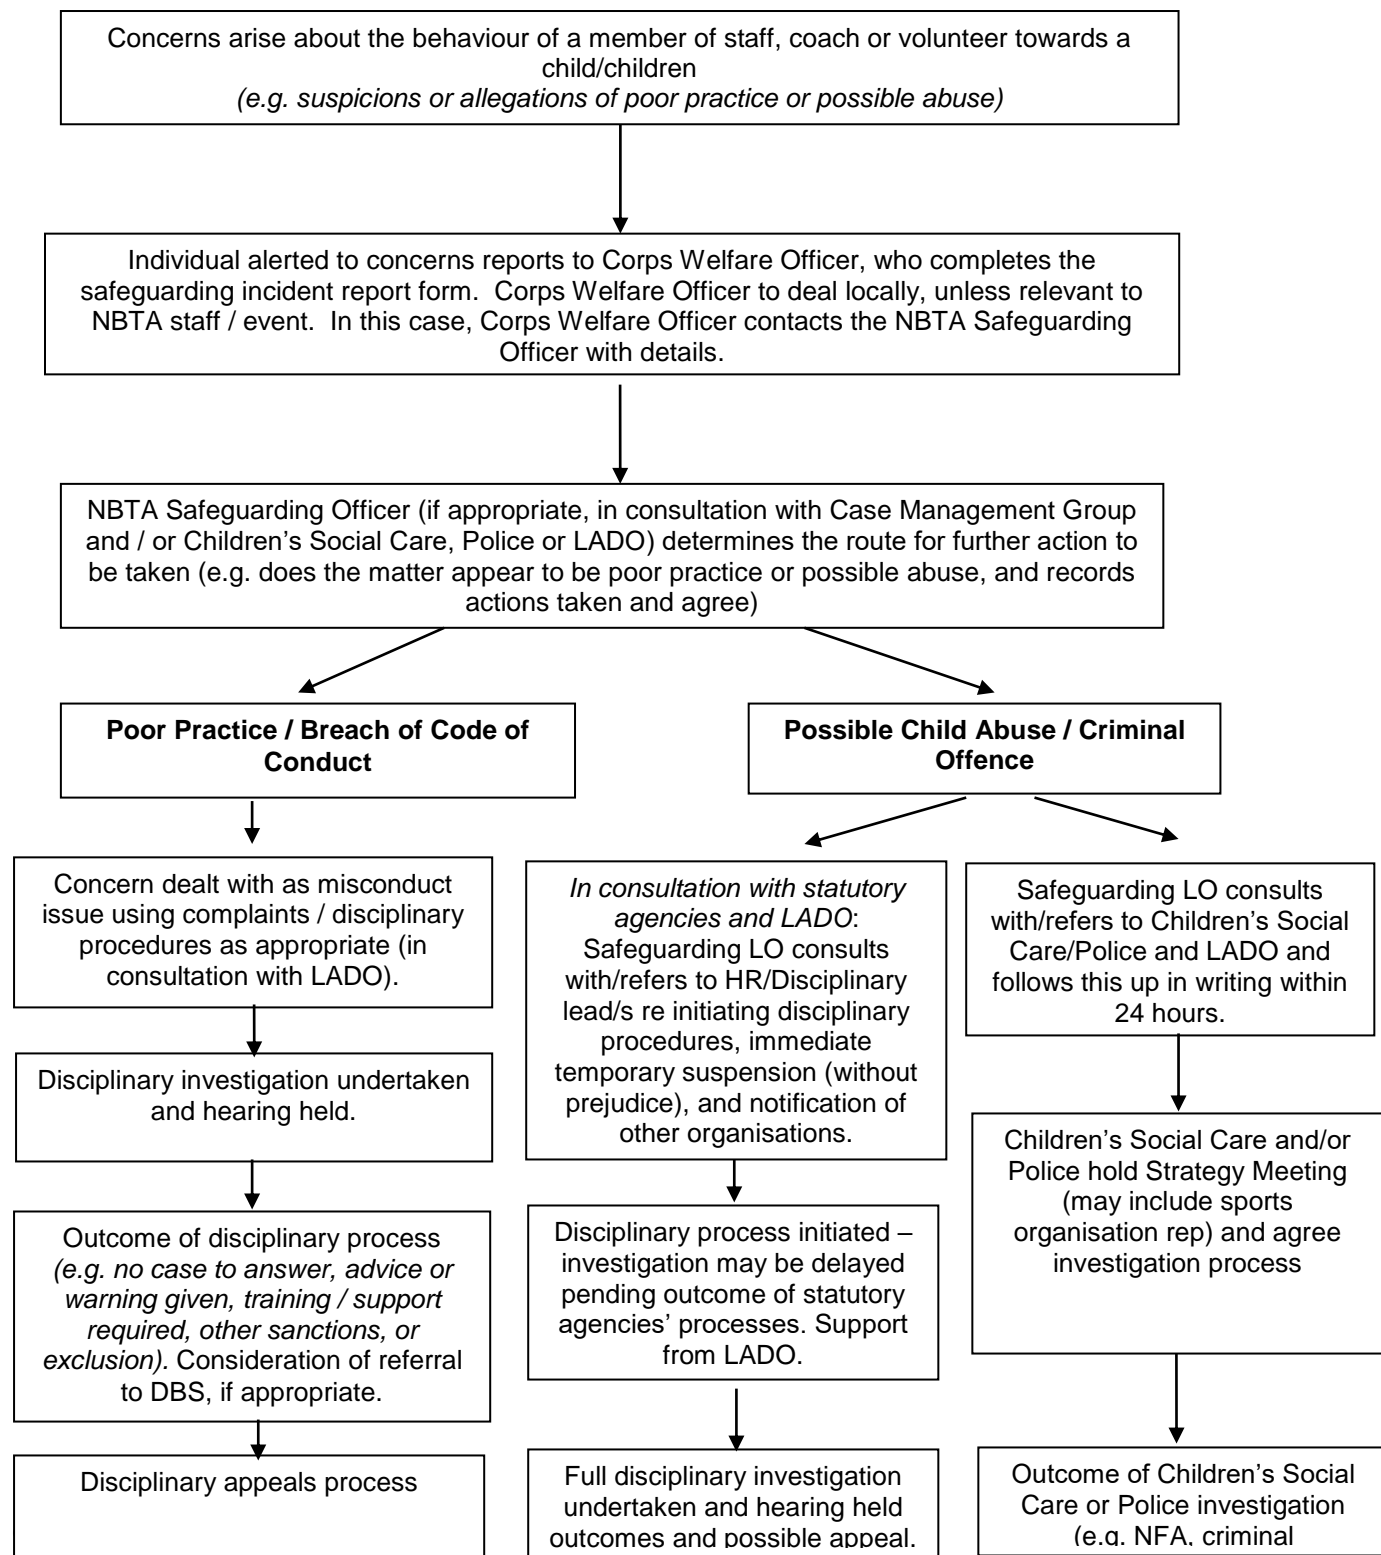 Concerns arise about the behaviour of a member of staff, coach or volunteer towards a
child/children
(e.g. suspicions or allegations of poor practice or possible abuse)
Individual alerted to concerns reports to Corps Welfare Officer, who completes the
safeguarding incident report form.  Corps Welfare Officer to deal locally, unless relevant to
NBTA staff / event.  In this case, Corps Welfare Officer contacts the NBTA Safeguarding
Officer with details.
NBTA Safeguarding Officer (if appropriate, in consultation with Case Management Group
and / or Children's Social Care, Police or LADO) determines the route for further action to
be taken (e.g. does the matter appear to be poor practice or possible abuse, and records
actions taken and agree)
Poor Practice / Breach of Code of
Conduct
Possible Child Abuse / Criminal
Offence
Concern dealt with as misconduct
issue using complaints / disciplinary
procedures as appropriate (in
consultation with LADO).
Disciplinary investigation undertaken
and hearing held.
Outcome of disciplinary process
(e.g. no case to answer, advice or
warning given, training / support
required, other sanctions, or
exclusion). Consideration of referral
to DBS, if appropriate.
Disciplinary appeals process
In consultation with statutory
agencies and LADO:
Safeguarding LO consults
with/refers to HR/Disciplinary
lead/s re initiating disciplinary
procedures, immediate
temporary suspension (without
prejudice), and notification of
other organisations.
Disciplinary process initiated –
investigation may be delayed
pending outcome of statutory
agencies' processes. Support
from LADO.
Full disciplinary investigation
undertaken and hearing held
outcomes and possible appeal.
Safeguarding LO consults
with/refers to Children's Social
Care/Police and LADO and
follows this up in writing within
24 hours.
Children's Social Care and/or
Police hold Strategy Meeting
(may include sports
organisation rep) and agree
investigation process
Outcome of Children's Social
Care or Police investigation
(e.g. NFA, criminal